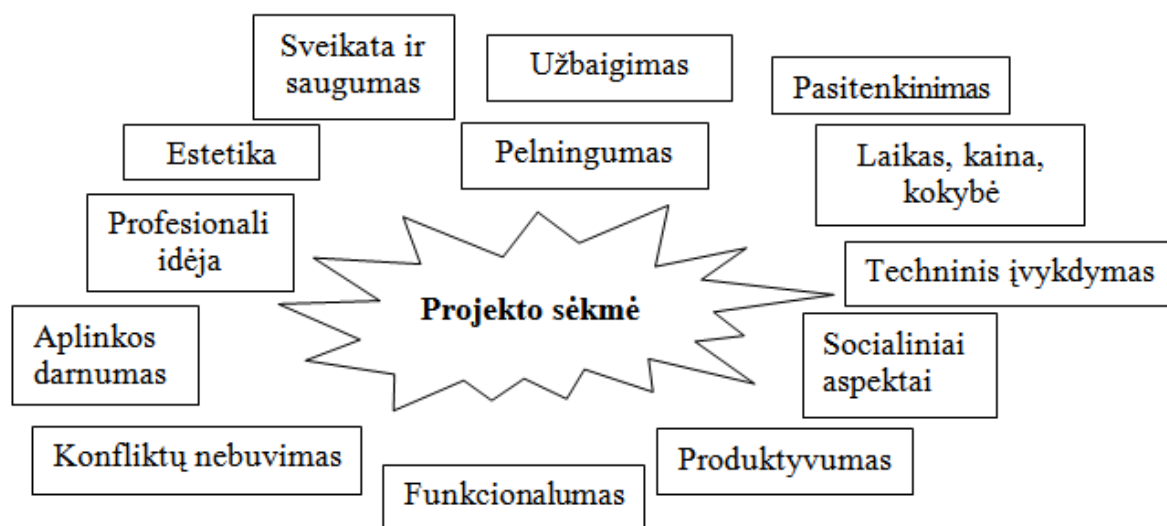 Sveikata ir
saugumas
Užbaigimas
Pasitenkinimas
Estetika
Pelningumas
Laikas, kaina,
kokybė
Profesionali
idėja
Techninis įvykdymas
Projekto sėkmė
Aplinkos
darnumas
Socialiniai
aspektai
Konfliktų nebuvimas
Produktyvumas
Funkcionalumas